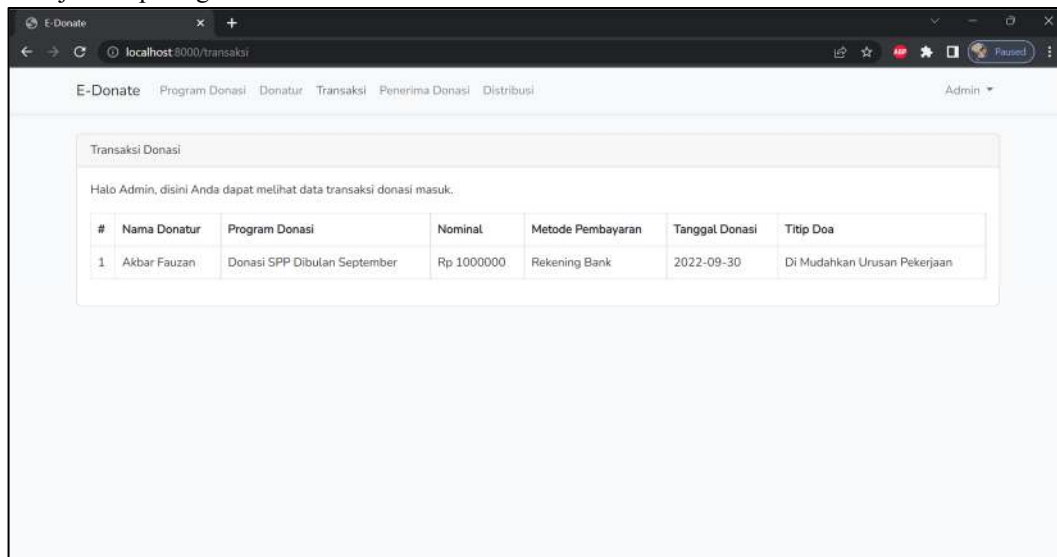 E-Donate
localhost:8000/transaksi
ABP
Paused
E-Donate Program Donasi Donatur Transaksi Penerima Donasi Distribusi Admin
Transaksi Donasi
Halo Admin, disini Anda dapat melihat data transaksi donasi masuk.
# Nama Donatur Program Donasi Nominal Metode Pembayaran Tanggal Donasi Titip Doa
1 Akbar Fauzan Donasi SPP Dibulan September Rp 1000000 Rekening Bank 2022-09-30 Di Mudahkan Urusan Pekerjaan